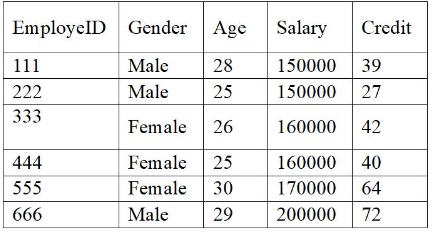 EmployeID Gender Age Salary Credit
111 Male 28 150000 39
222 Male 25 150000 27
333 Female 26 160000 42
444 Female 25 160000 40
555 Female 30 170000 64
666 Male 29 200000 72